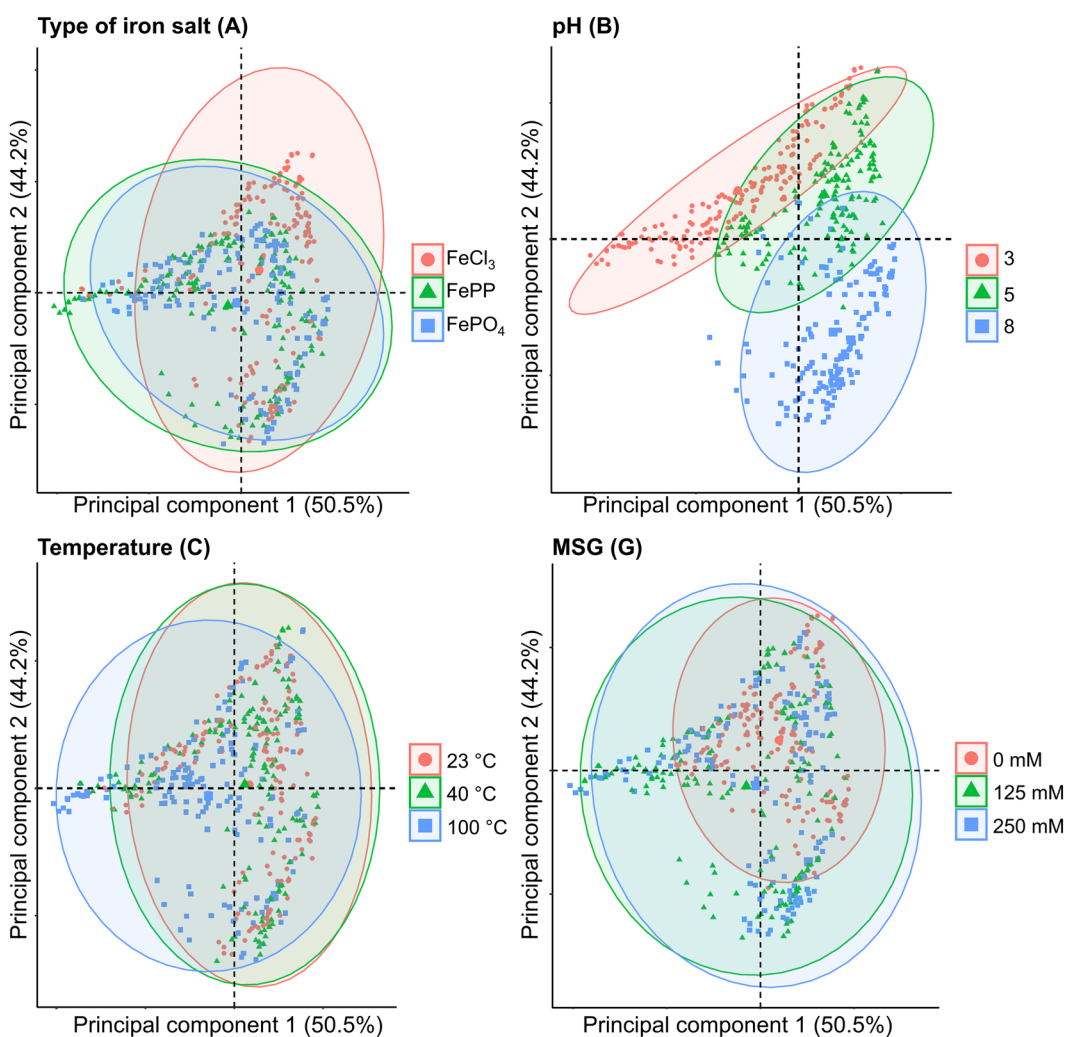 Type of iron salt (A)
Principal component 2 (44.2%)
Principal component 1 (50.5%)
FeCl₃
FePP
FePO₄
pH (B)
Principal component 2 (44.2%)
Principal component 1 (50.5%)
3
5
8
Temperature (C)
Principal component 2 (44.2%)
Principal component 1 (50.5%)
23 °C
40 °C
100 °C
MSG (G)
Principal component 2 (44.2%)
Principal component 1 (50.5%)
0 mM
125 mM
250 mM